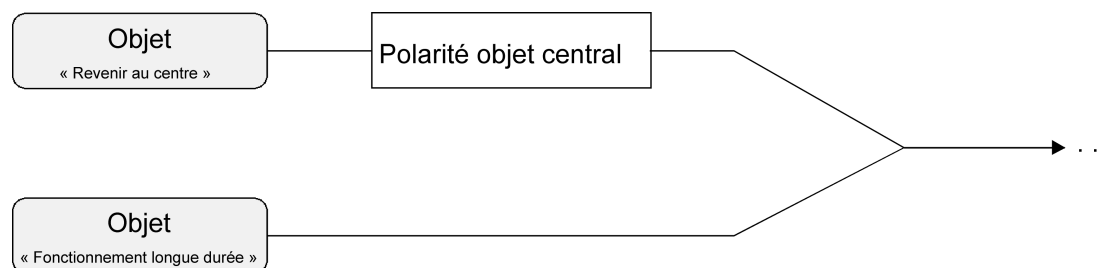 Objet
« Revenir au centre »
Polarité objet central
. .
Objet
« Fonctionnement longue durée »